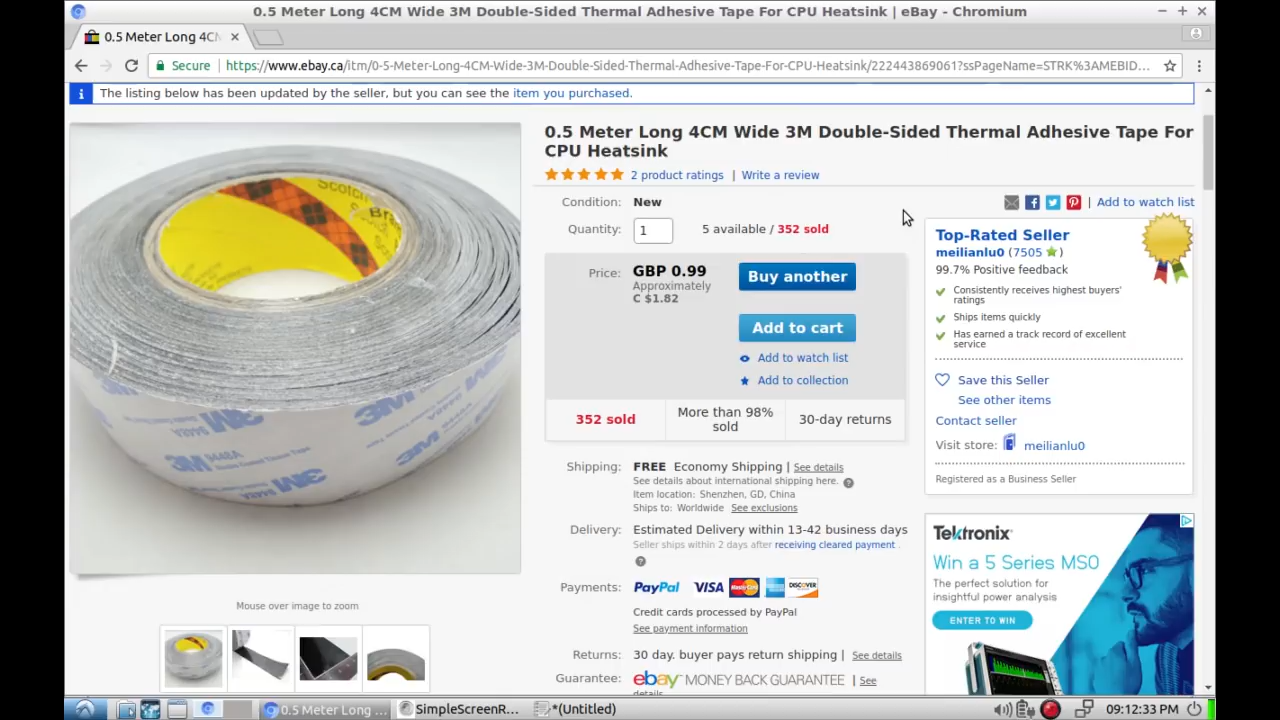 0.5 Meter Long 4CM Wide 3M Double-Sided Thermal Adhesive Tape For CPU Heatsink | eBay - Chromium
0.5 Meter Long 4CM
Secure
https://www.ebay.ca/itm/0-5-Meter-Long-4CM-Wide-3M-Double-Sided-Thermal-Adhesive-Tape-For-CPU-Heatsink/222443869061?ssPageName=STRK%3AMEBID...
The listing below has been updated by the seller, but you can see the item you purchased.
Scotch
3M 9448A
3M
3M
3M 9448A
3M
0.5 Meter Long 4CM Wide 3M Double-Sided Thermal Adhesive Tape For
CPU Heatsink
2 product ratings | Write a review
Condition: New
Quantity: 1 5 available / 352 sold
Price: GBP 0.99
Approximately
C $1.82
Buy another
Add to cart
Add to watch list
Add to collection
352 sold
More than 98%
sold
30-day returns
Shipping: FREE Economy Shipping | See details
See details about international shipping here.
Item location: Shenzhen, GD, China
Ships to: Worldwide See exclusions
Delivery: Estimated Delivery within 13-42 business days
Seller ships within 2 days after receiving cleared payment .
Payments: PayPal VISA MasterCard DISCOVER
Credit cards processed by PayPal
See payment information
Returns: 30 day. buyer pays return shipping | See details
Guarantee: ebay MONEY BACK GUARANTEE | See
details
Mouse over image to zoom
| Add to watch list
Top-Rated Seller
meilianlu0 (7505 )
99.7% Positive feedback
Consistently receives highest buyers'
ratings
Ships items quickly
Has earned a track record of excellent
service
Save this Seller
See other items
Contact seller
Visit store: meilianlu0
Registered as a Business Seller
Tektronix
Win a 5 Series MSO
The perfect solution for
insightful power analysis
ENTER TO WIN
0.5 Meter Long ...
SimpleScreenR...
*(Untitled)
09:12:33 PM